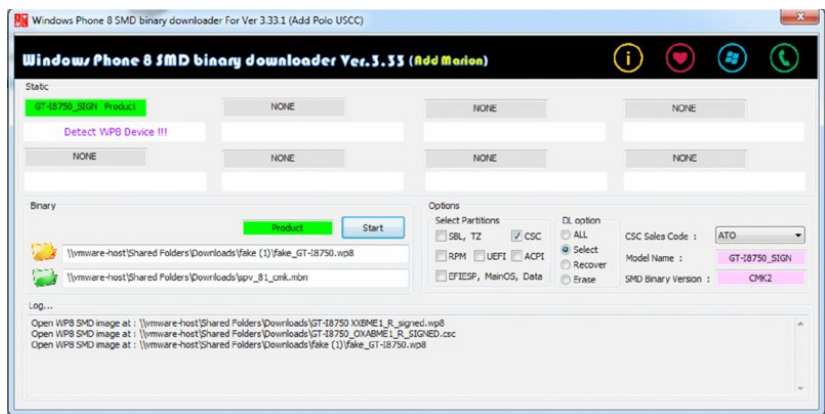 Windows Phone 8 SMD binary downloader For Ver 3.33.1 (Add Polo USCC)
Windows Phone 8 SMD binary downloader Ver.3.33 (Add Marion)
Static
GT-I8750_SIGN Product NONE NONE NONE
Detect WP8 Device !!!
NONE NONE NONE NONE
Binary
Product Start
\\vmware-host\Shared Folders\Downloads\fake (1)\fake_GT-I8750.wp8
\\vmware-host\Shared Folders\Downloads\spv_81_cmk.mbn
Options
Select Partitions
SBL, TZ CSC
RPM UEFI ACPI
EFIESP, MainOS, Data
DL option
ALL
Select
Recover
Erase
CSC Sales Code : ATO
Model Name : GT-I8750_SIGN
SMD Binary Version : CMK2
Log...
Open WP8 SMD image at : \\vmware-host\Shared Folders\Downloads\GT-I8750 XXBME1_R_signed.wp8
Open WP8 SMD image at : \\vmware-host\Shared Folders\Downloads\GT-I8750_OXABME1_R_SIGNED.csc
Open WP8 SMD image at : \\vmware-host\Shared Folders\Downloads\fake (1)\fake_GT-I8750.wp8